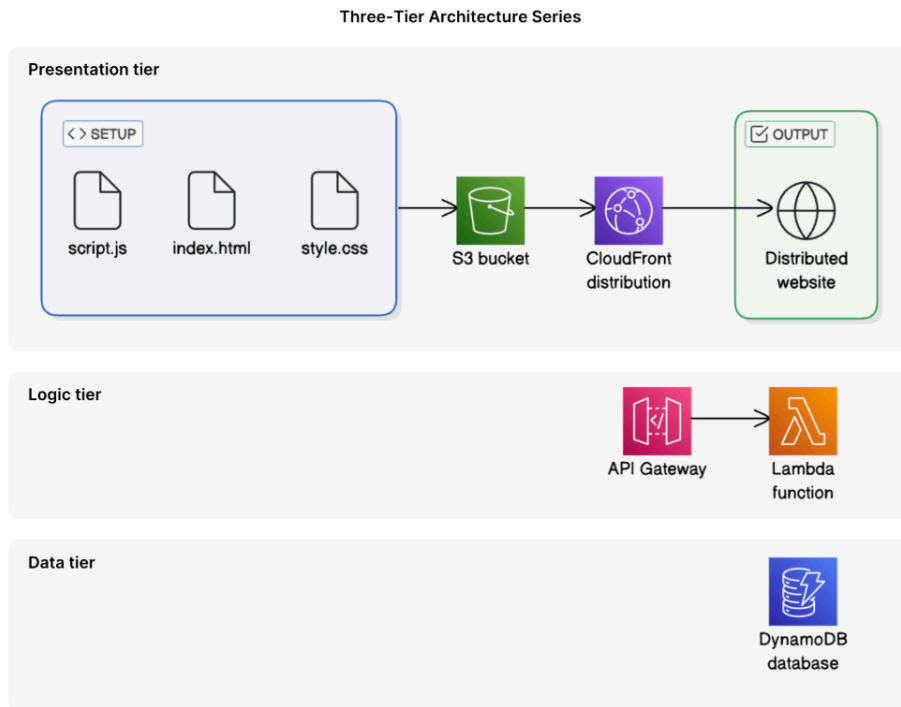 Three-Tier Architecture Series
Presentation tier
<> SETUP
script.js
index.html
style.css
S3 bucket
CloudFront
distribution
OUTPUT
Distributed
website
Logic tier
</>
API Gateway
Lambda
function
Data tier
DynamoDB
database